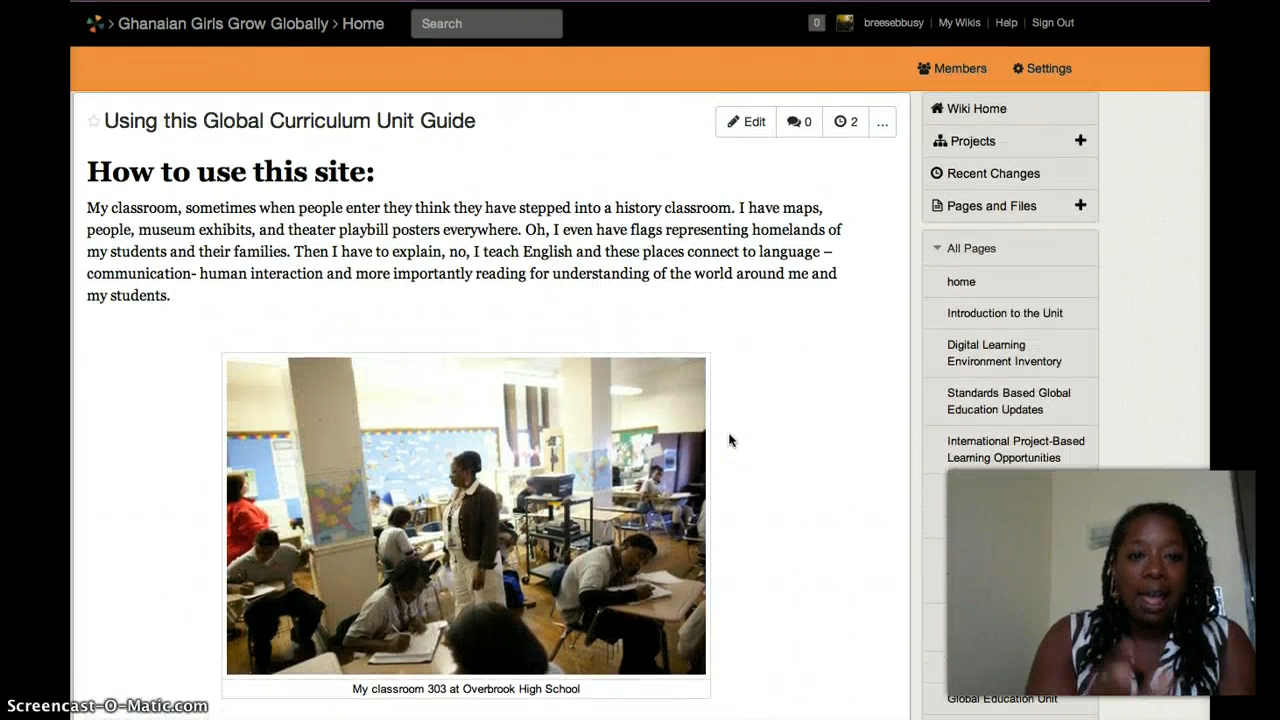 > Ghanaian Girls Grow Globally > Home
Search
0 breesebbusy My Wikis Help Sign Out
Members Settings
Using this Global Curriculum Unit Guide
Edit 0 2 ...
How to use this site:
My classroom, sometimes when people enter they think they have stepped into a history classroom. I have maps,
people, museum exhibits, and theater playbill posters everywhere. Oh, I even have flags representing homelands of
my students and their families. Then I have to explain, no, I teach English and these places connect to language –
communication- human interaction and more importantly reading for understanding of the world around me and
my students.
My classroom 303 at Overbrook High School
Wiki Home
Projects +
Recent Changes
Pages and Files +
All Pages
home
Introduction to the Unit
Digital Learning
Environment Inventory
Standards Based Global
Education Updates
International Project-Based
Learning Opportunities
Global Education Unit
Screencast-O-Matic.com